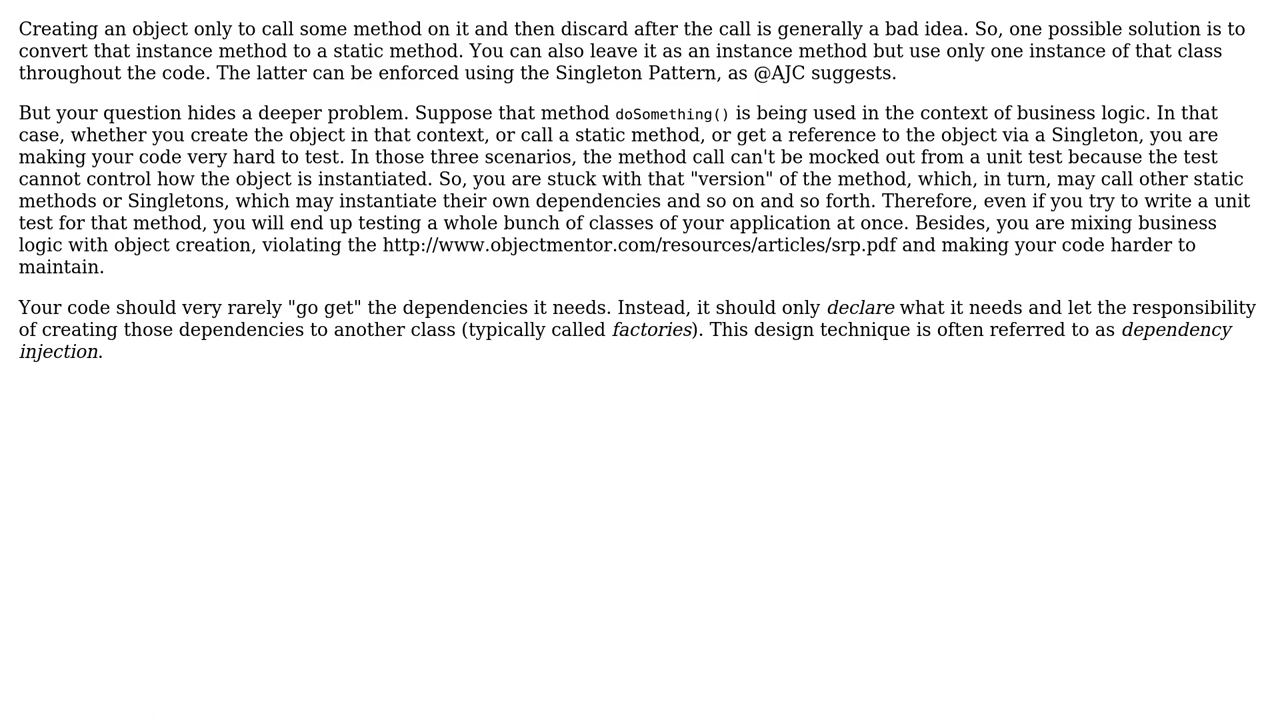 Creating an object only to call some method on it and then discard after the call is generally a bad idea. So, one possible solution is to
convert that instance method to a static method. You can also leave it as an instance method but use only one instance of that class
throughout the code. The latter can be enforced using the Singleton Pattern, as @AJC suggests.
But your question hides a deeper problem. Suppose that method doSomething() is being used in the context of business logic. In that
case, whether you create the object in that context, or call a static method, or get a reference to the object via a Singleton, you are
making your code very hard to test. In those three scenarios, the method call can't be mocked out from a unit test because the test
cannot control how the object is instantiated. So, you are stuck with that "version" of the method, which, in turn, may call other static
methods or Singletons, which may instantiate their own dependencies and so on and so forth. Therefore, even if you try to write a unit
test for that method, you will end up testing a whole bunch of classes of your application at once. Besides, you are mixing business
logic with object creation, violating the http://www.objectmentor.com/resources/articles/srp.pdf and making your code harder to
maintain.
Your code should very rarely "go get" the dependencies it needs. Instead, it should only declare what it needs and let the responsibility
of creating those dependencies to another class (typically called factories). This design technique is often referred to as dependency
injection.